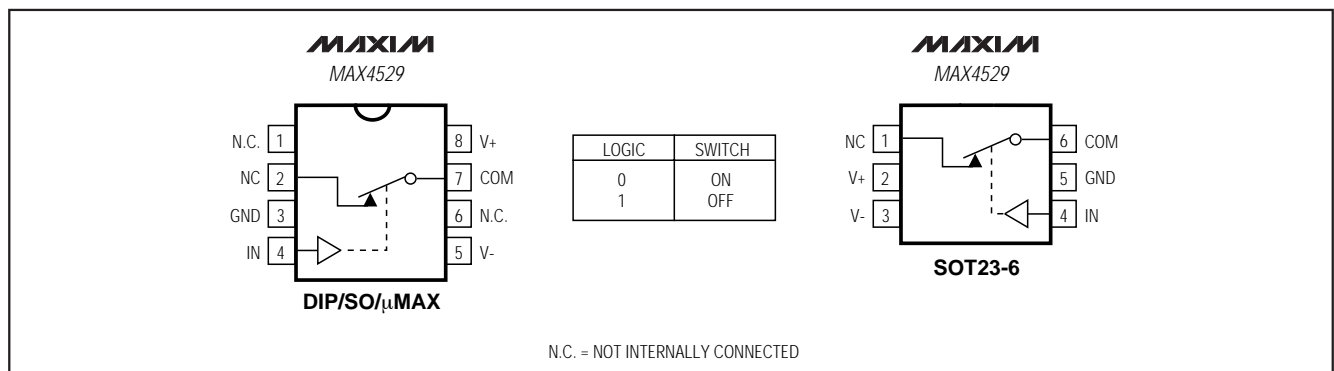 MAXIM
MAX4529
N.C. 1
NC 2
GND 3
IN 4
8 V+
7 COM
6 N.C.
5 V-
DIP/SO/μMAX
LOGIC SWITCH
0 ON
1 OFF
MAXIM
MAX4529
NC 1
V+ 2
V- 3
6 COM
5 GND
4 IN
SOT23-6
N.C. = NOT INTERNALLY CONNECTED